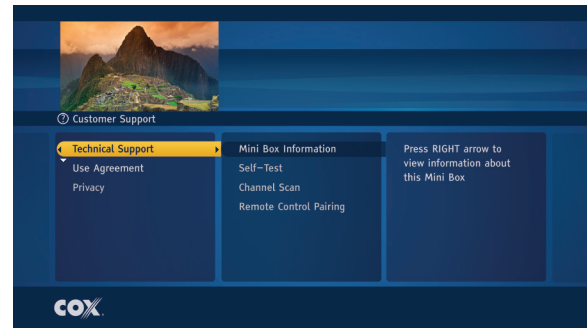 ? Customer Support
Technical Support
Use Agreement
Privacy
Mini Box Information
Self-Test
Channel Scan
Remote Control Pairing
Press RIGHT arrow to
view information about
this Mini Box
COX